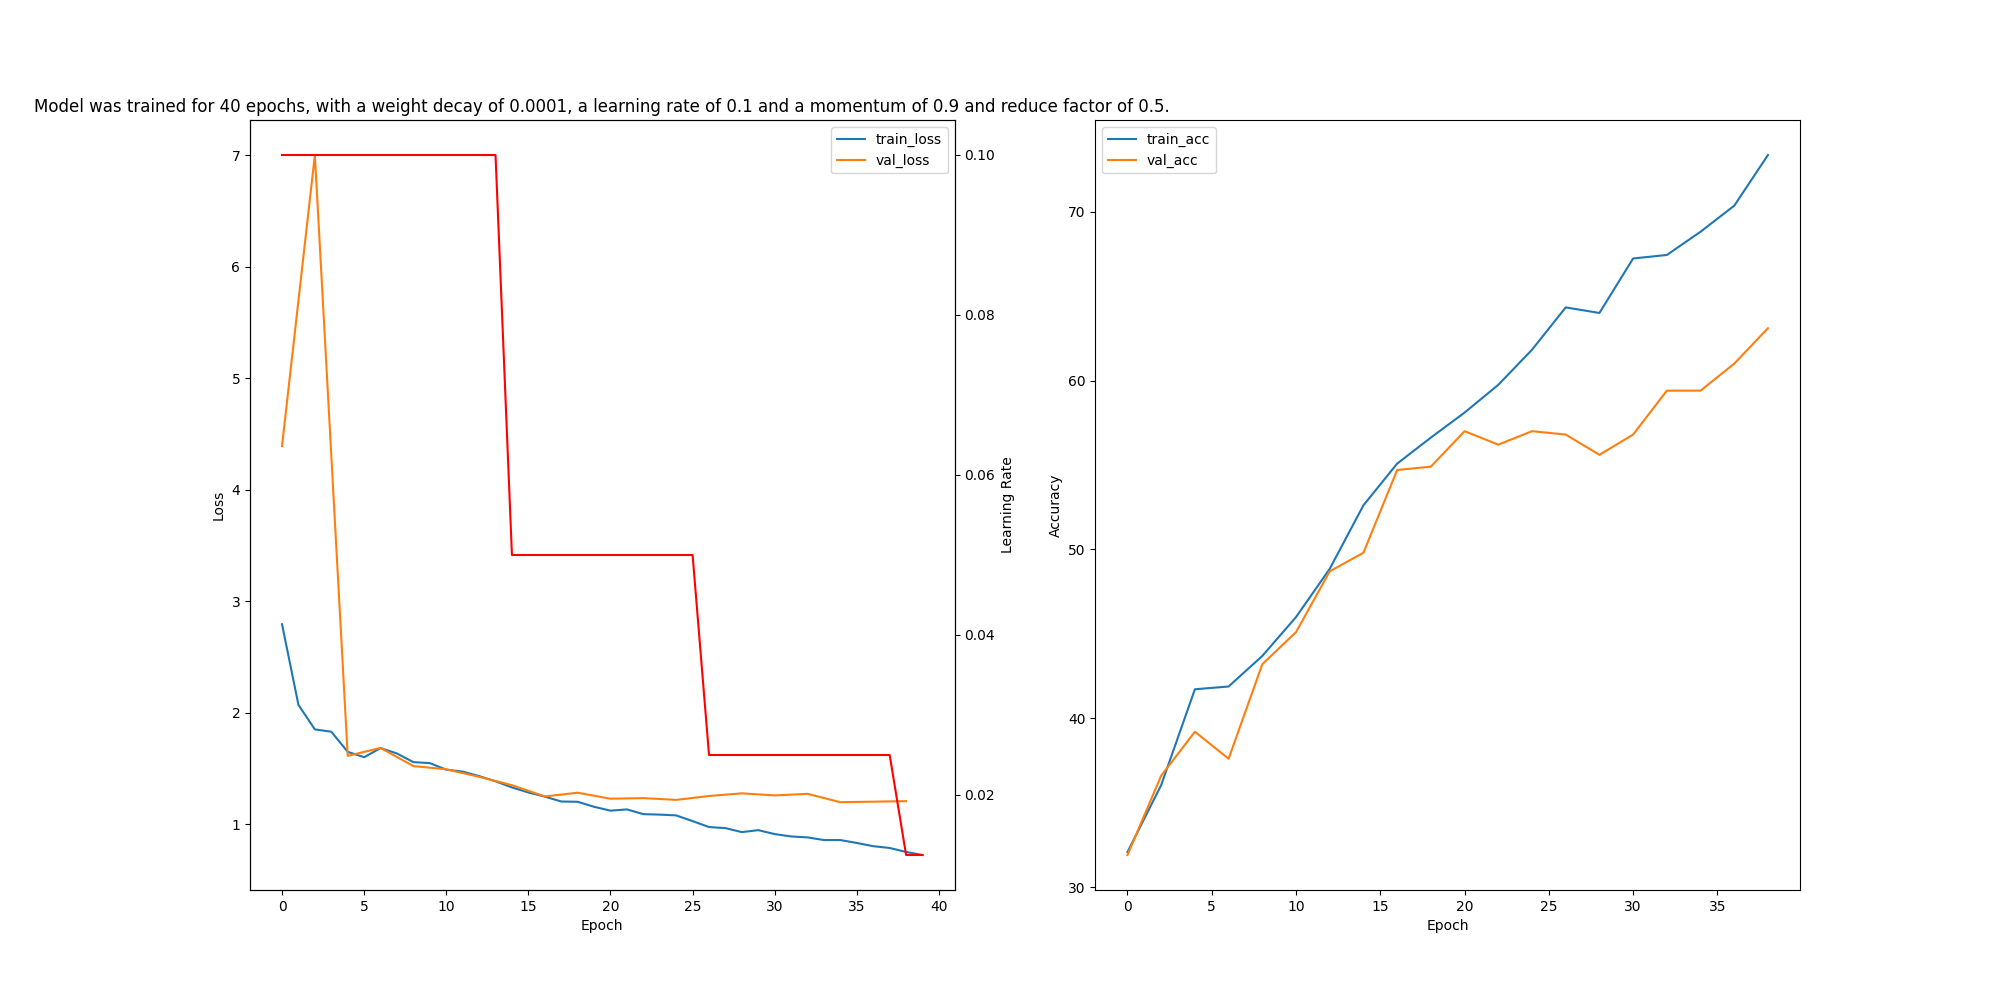 Model was trained for 40 epochs, with a weight decay of 0.0001, a learning rate of 0.1 and a momentum of 0.9 and reduce factor of 0.5.
train_loss
val_loss
7
6
5
4
3
2
1
Loss
0.10
0.08
0.06
0.04
0.02
Learning Rate
0 5 10 15 20 25 30 35 40
Epoch
train_acc
val_acc
70
60
50
40
30
Accuracy
0 5 10 15 20 25 30 35
Epoch